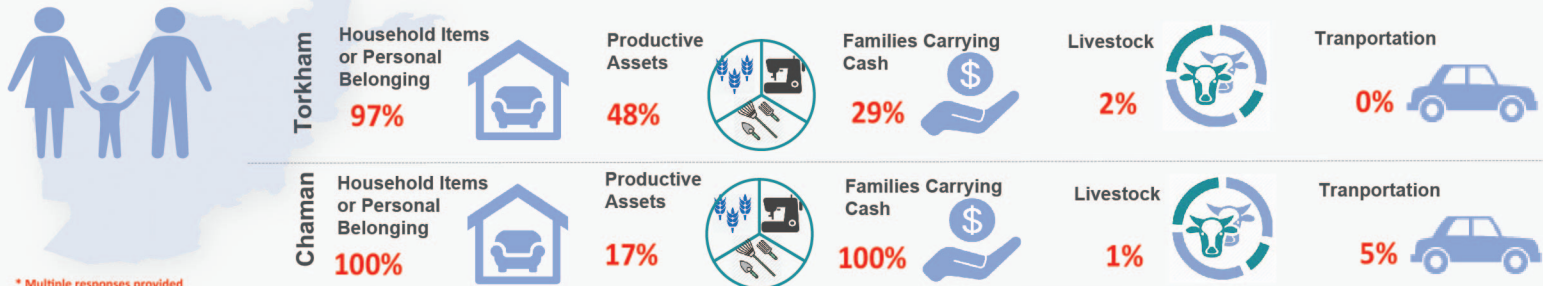 Torkham
Household Items
or Personal
Belonging
97%
Productive
Assets
48%
Families Carrying
Cash
$
29%
Livestock
2%
Tranportation
0%
Chaman
Household Items
or Personal
Belonging
100%
Productive
Assets
17%
Families Carrying
Cash
$
100%
Livestock
1%
Tranportation
5%
* Multiple responses provided